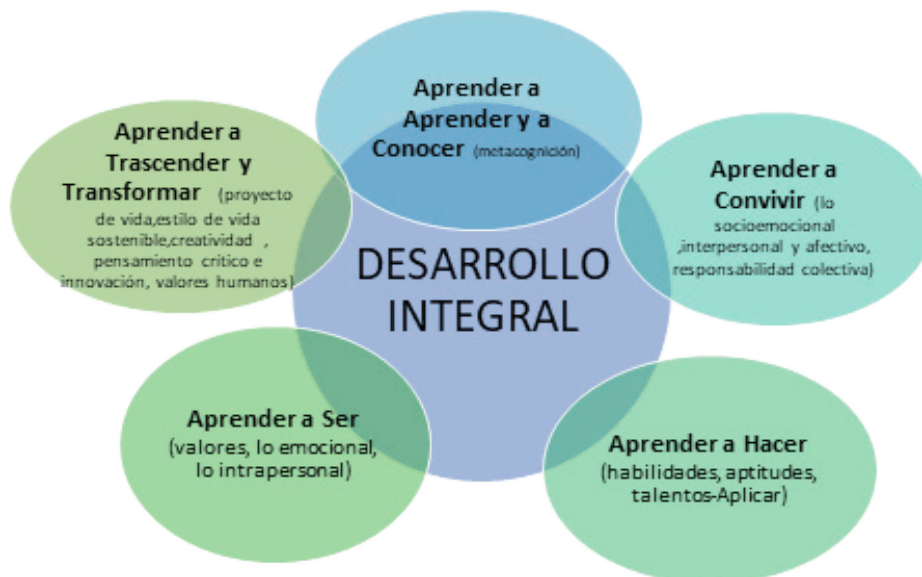 Aprender a
Aprender y a
Conocer (metacognición)
Aprender a
Trascender y
Transformar (proyecto
de vida,estilo de vida
sostenible,creatividad ,
pensamiento critico e
innovación, valores humanos)
Aprender a
Convivir (lo
socioemocional
,interpersonal y afectivo,
responsabilidad colectiva)
DESARROLLO
INTEGRAL
Aprender a Ser
(valores, lo emocional,
lo intrapersonal)
Aprender a Hacer
(habilidades, aptitudes,
talentos-Aplicar)